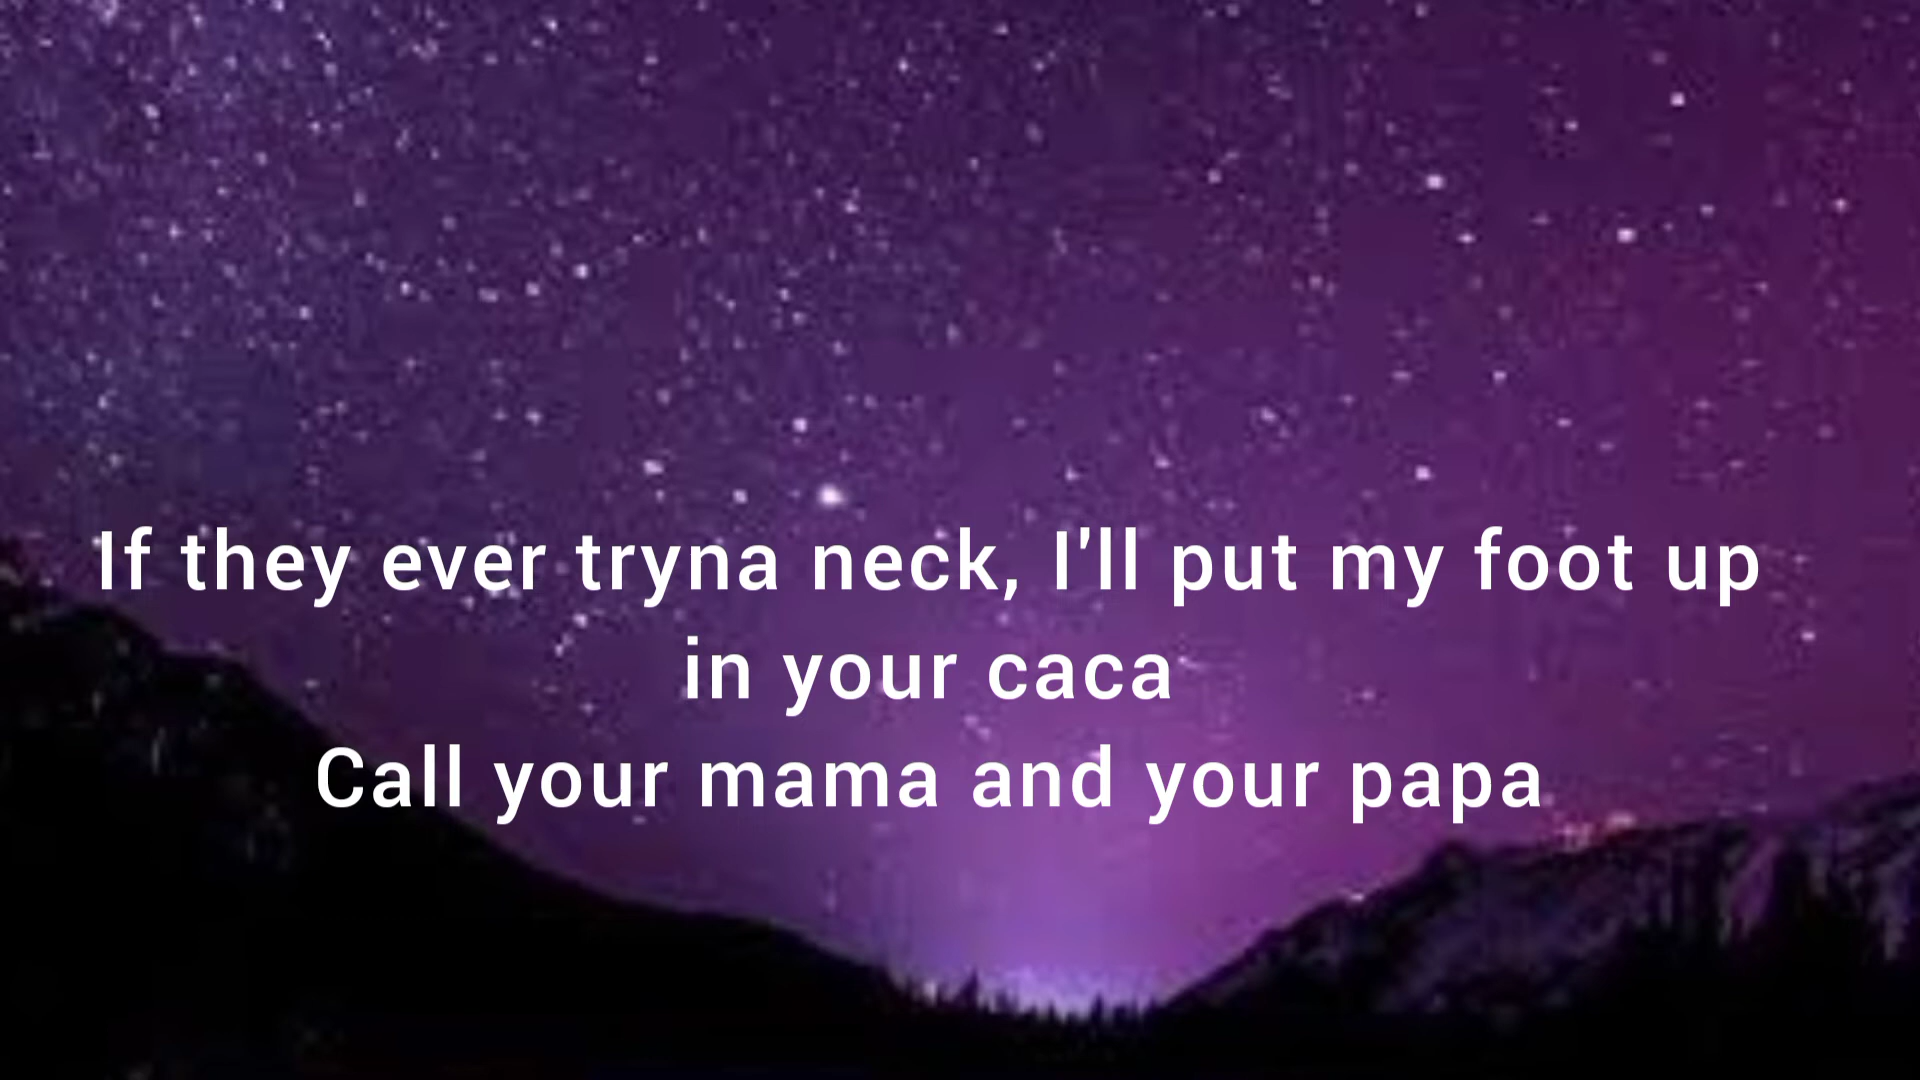 If they ever tryna neck, I'll put my foot up
in your caca
Call your mama and your papa